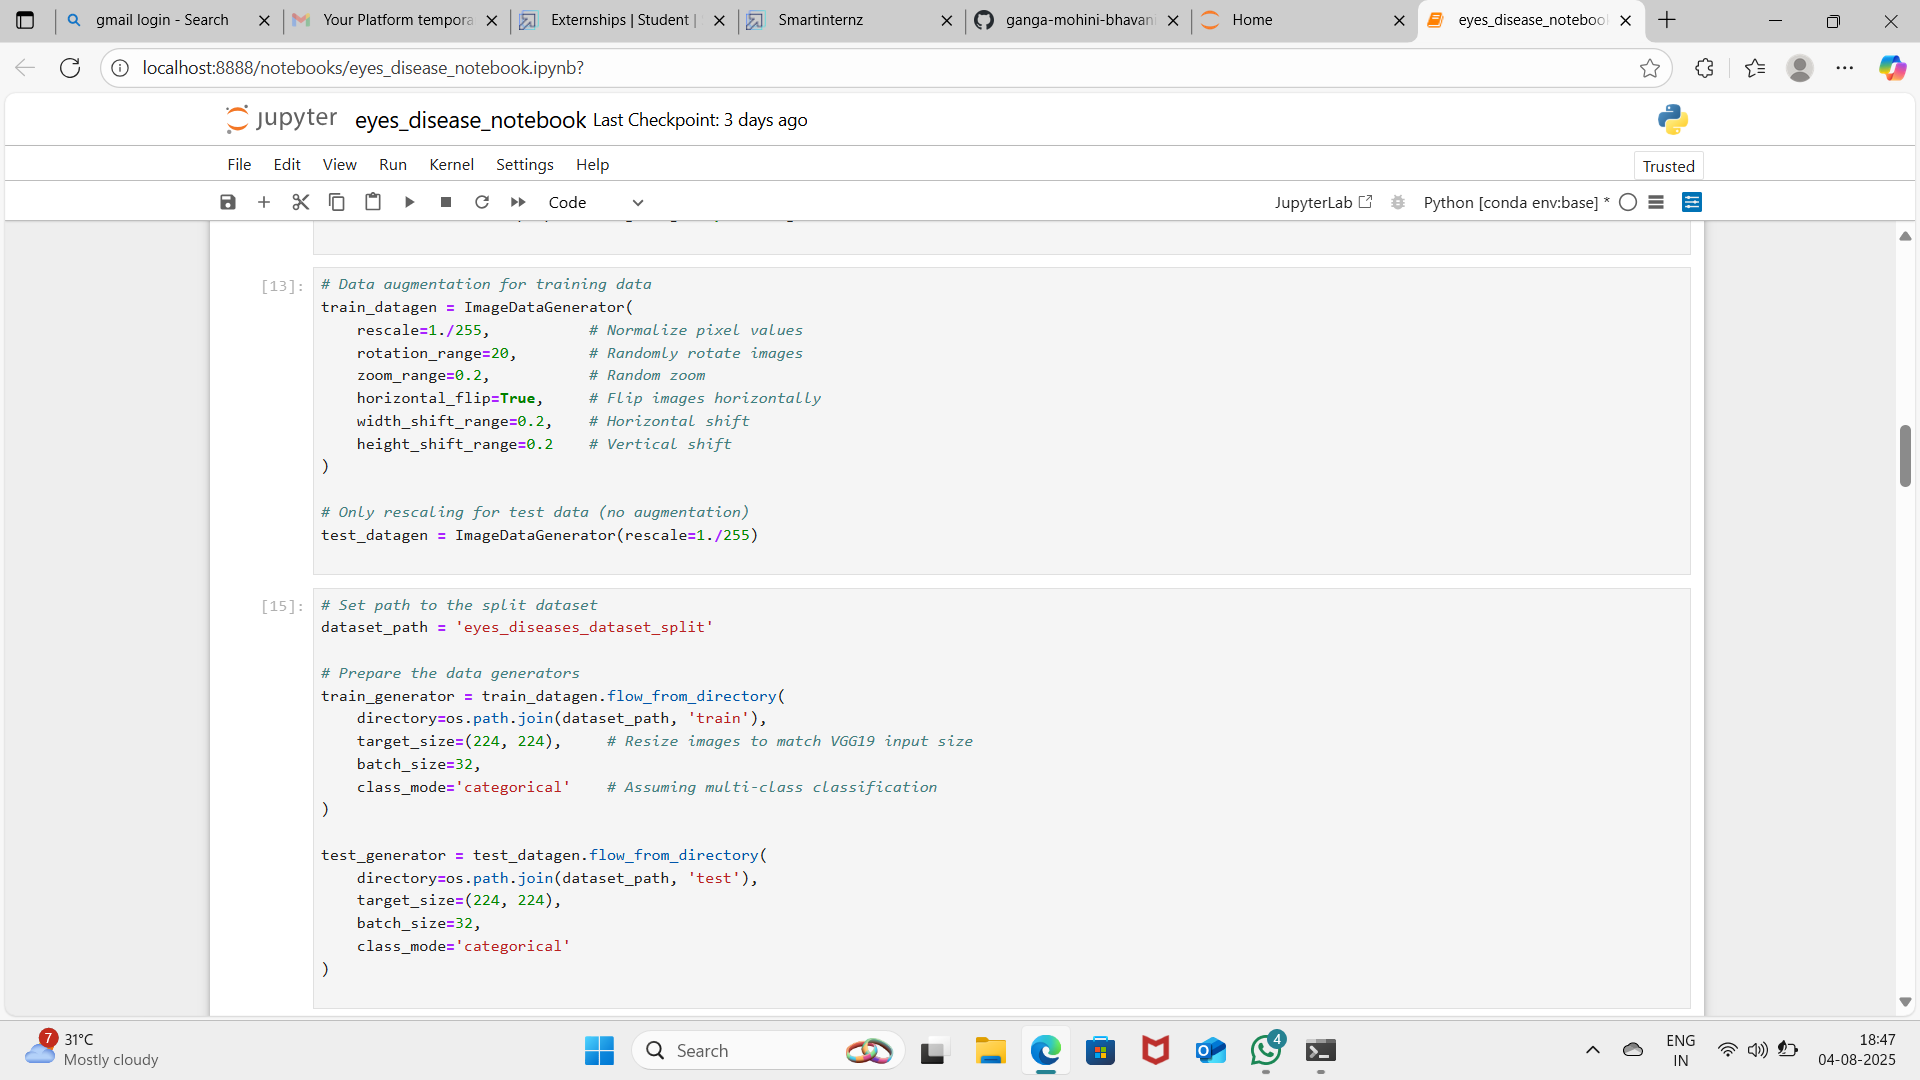 gmail login - Search
Your Platform tempora
Externships | Student |
Smartinternz
ganga-mohini-bhavani
Home
eyes_disease_notebook
localhost:8888/notebooks/eyes_disease_notebook.ipynb?
jupyter eyes_disease_notebook Last Checkpoint: 3 days ago
File Edit View Run Kernel Settings Help
Trusted
Code
JupyterLab
Python [conda env:base] *
[13]:
# Data augmentation for training data
train_datagen = ImageDataGenerator(
    rescale=1./255,           # Normalize pixel values
    rotation_range=20,        # Randomly rotate images
    zoom_range=0.2,           # Random zoom
    horizontal_flip=True,     # Flip images horizontally
    width_shift_range=0.2,    # Horizontal shift
    height_shift_range=0.2    # Vertical shift
)
# Only rescaling for test data (no augmentation)
test_datagen = ImageDataGenerator(rescale=1./255)
[15]:
# Set path to the split dataset
dataset_path = 'eyes_diseases_dataset_split'
# Prepare the data generators
train_generator = train_datagen.flow_from_directory(
    directory=os.path.join(dataset_path, 'train'),
    target_size=(224, 224),     # Resize images to match VGG19 input size
    batch_size=32,
    class_mode='categorical'    # Assuming multi-class classification
)
test_generator = test_datagen.flow_from_directory(
    directory=os.path.join(dataset_path, 'test'),
    target_size=(224, 224),
    batch_size=32,
    class_mode='categorical'
)
7
31°C
Mostly cloudy
Search
4
ENG
IN
18:47
04-08-2025